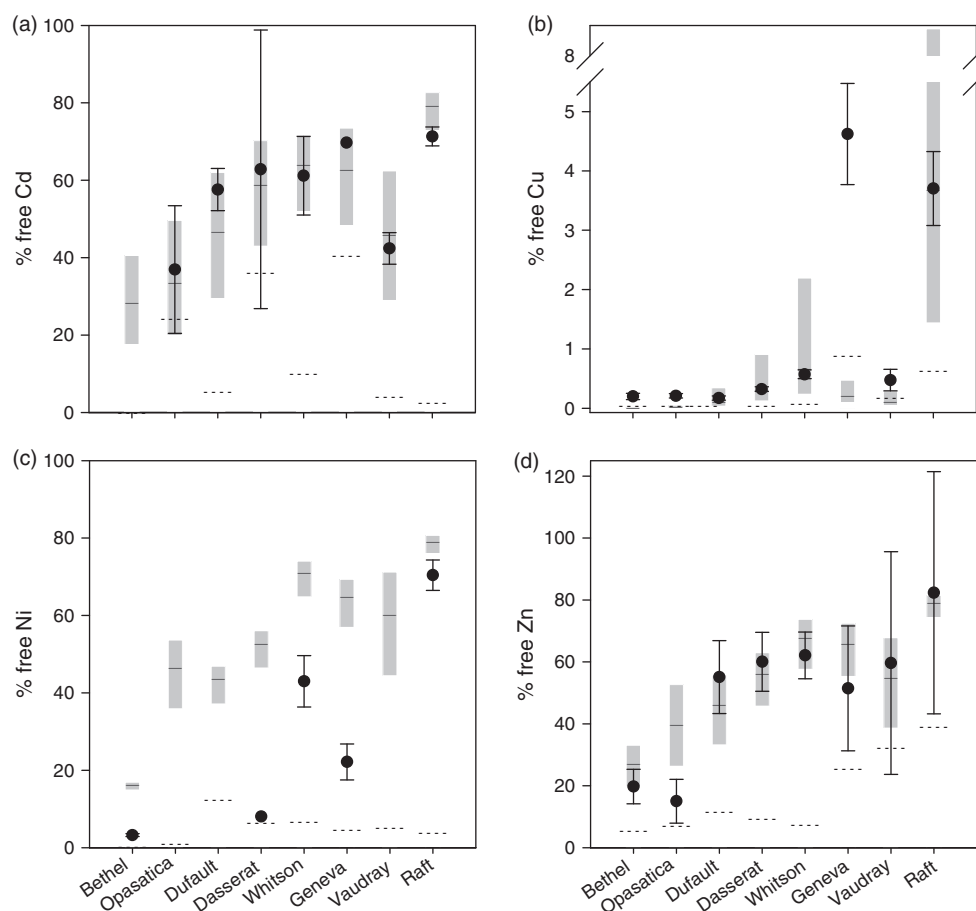 (a)
100
80
60
40
20
0
% free Cd
(b)
8
5
4
3
2
1
0
% free Cu
(c)
100
80
60
40
20
0
% free Ni
Bethel
Opasatica
Dufault
Dasserat
Whitson
Geneva
Vaudray
Raft
(d)
120
100
80
60
40
20
0
% free Zn
Bethel
Opasatica
Dufault
Dasserat
Whitson
Geneva
Vaudray
Raft